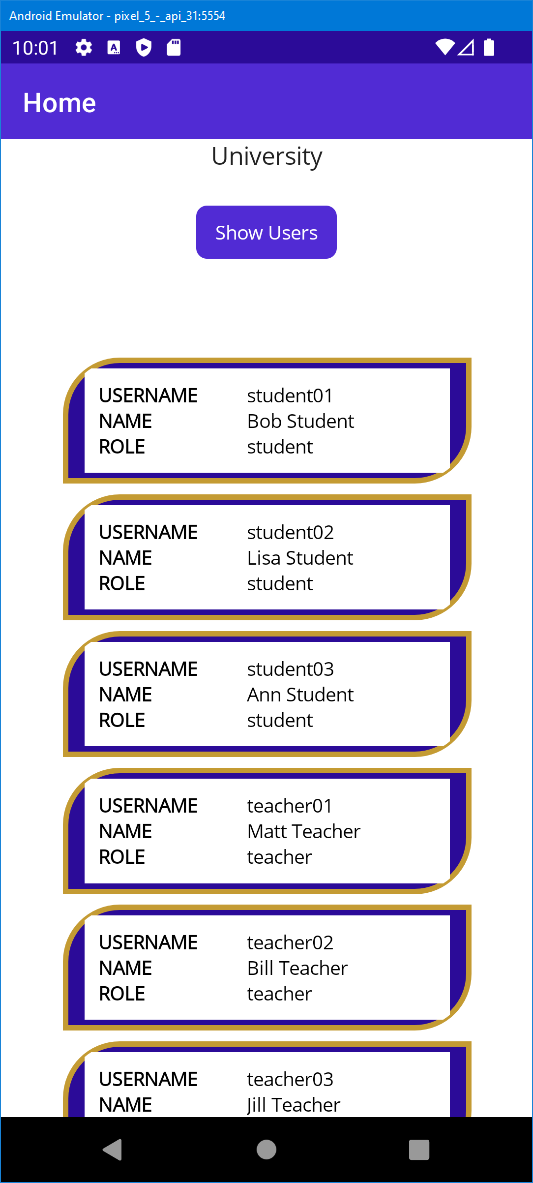 Android Emulator - pixel_5_-_api_31:5554
10:01
Home
University
Show Users
USERNAME student01
NAME Bob Student
ROLE student
USERNAME student02
NAME Lisa Student
ROLE student
USERNAME student03
NAME Ann Student
ROLE student
USERNAME teacher01
NAME Matt Teacher
ROLE teacher
USERNAME teacher02
NAME Bill Teacher
ROLE teacher
USERNAME teacher03
NAME Jill Teacher